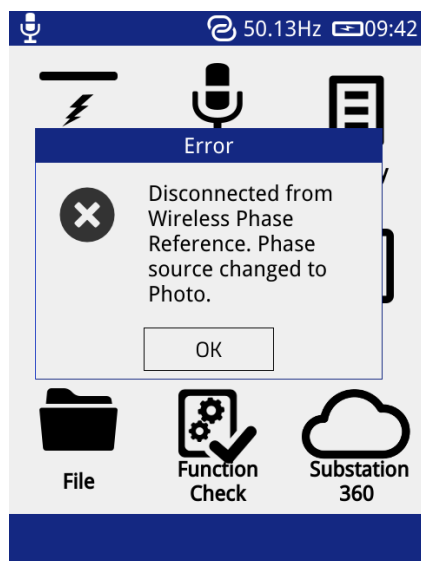 50.13Hz 09:42
Error
Disconnected from
Wireless Phase
Reference. Phase
source changed to
Photo.
OK
File
Function
Check
Substation
360